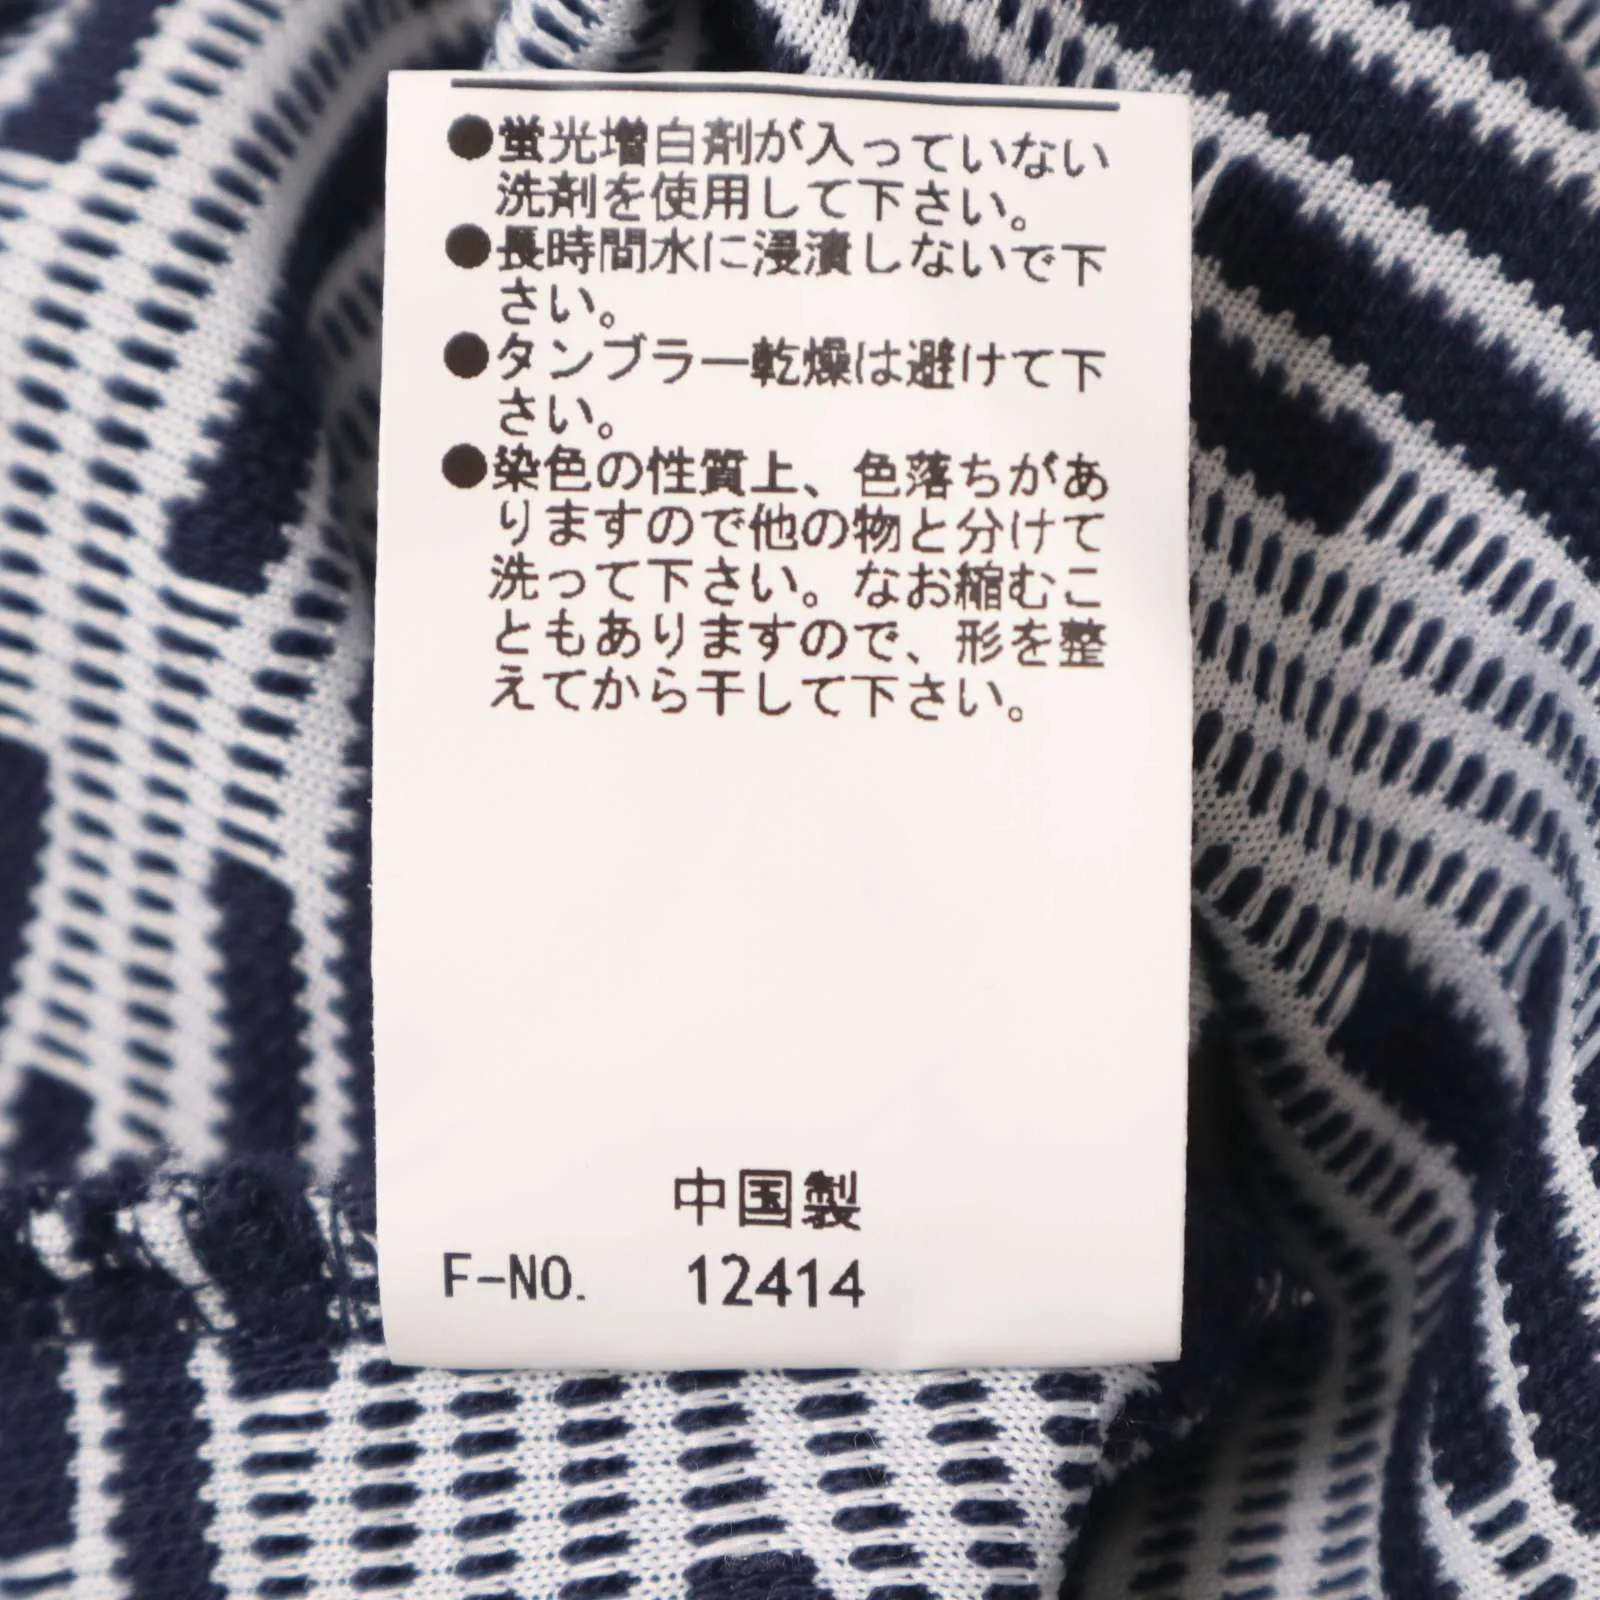 ●蛍光増白剤が入っていない
洗剤を使用して下さい。
●長時間水に浸漬しないで下
さい。
●タンブラー乾燥は避けて下
さい。
●染色の性質上、色落ちがあ
りますので他の物と分けて
洗って下さい。なお縮むこ
ともありますので、形を整
えてから干して下さい。
中国製
F-NO. 12414